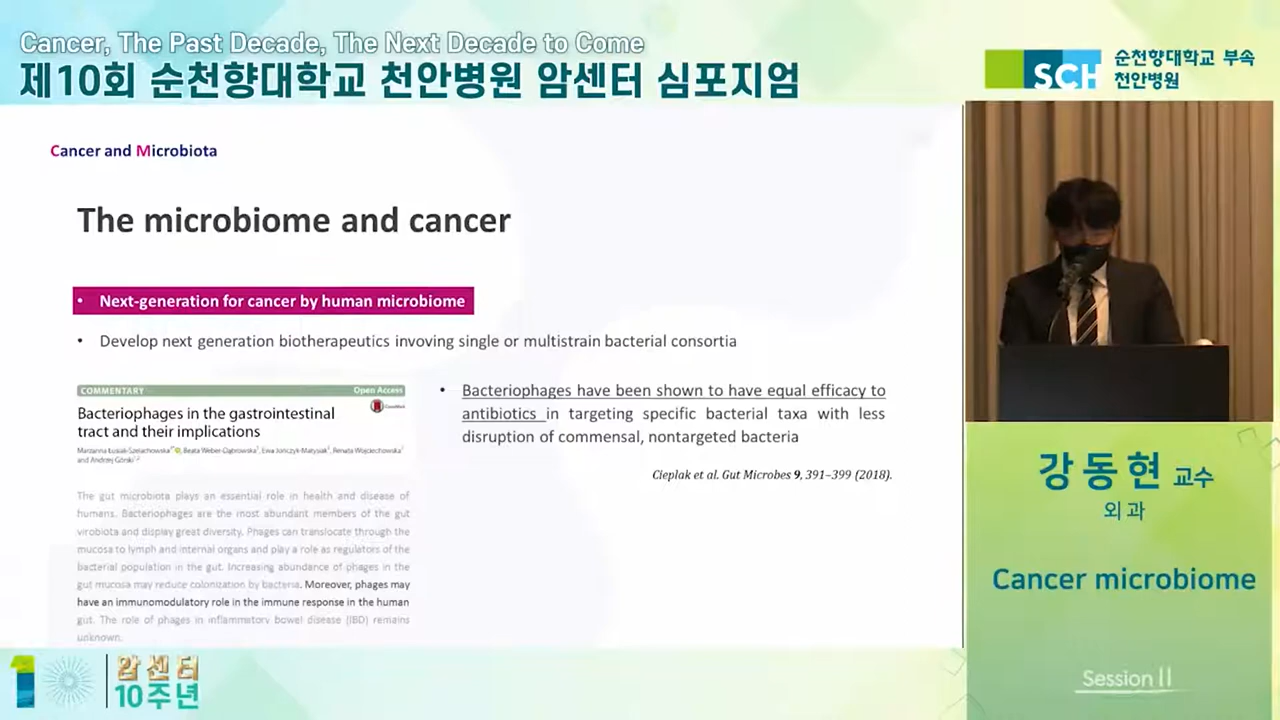 Cancer, The Past Decade, The Next Decade to Come
제10회 순천향대학교 천안병원 암센터 심포지엄
SCH
순천향대학교 부속
천안병원
Cancer and Microbiota
The microbiome and cancer
• Next-generation for cancer by human microbiome
• Develop next generation biotherapeutics invoving single or multistrain bacterial consortia
COMMENTARY
Open Access
Bacteriophages in the gastrointestinal
tract and their implications
Marzanna Łusiak-Szelachowska, Beata Weber-Dąbrowska, Ewa Jończyk-Matysiak, Renata Wojciechowska
and Andrzej Górski
The gut microbiota plays an essential role in health and disease of
humans. Bacteriophages are the most abundant members of the gut
virobiota and display great diversity. Phages can translocate through the
mucosa to lymph and internal organs and play a role as regulators of the
bacterial population in the gut. Increasing abundance of phages in the
gut mucosa may reduce colonization by bacteria. Moreover, phages may
have an immunomodulatory role in the immune response in the human
gut. The role of phages in inflammatory bowel disease (IBD) remains
unknown.
• Bacteriophages have been shown to have equal efficacy to
antibiotics in targeting specific bacterial taxa with less
disruption of commensal, nontargeted bacteria
Cieplak et al. Gut Microbes 9, 391–399 (2018).
강동현 교수
외과
Cancer microbiome
Session II
1
암센터
10주년